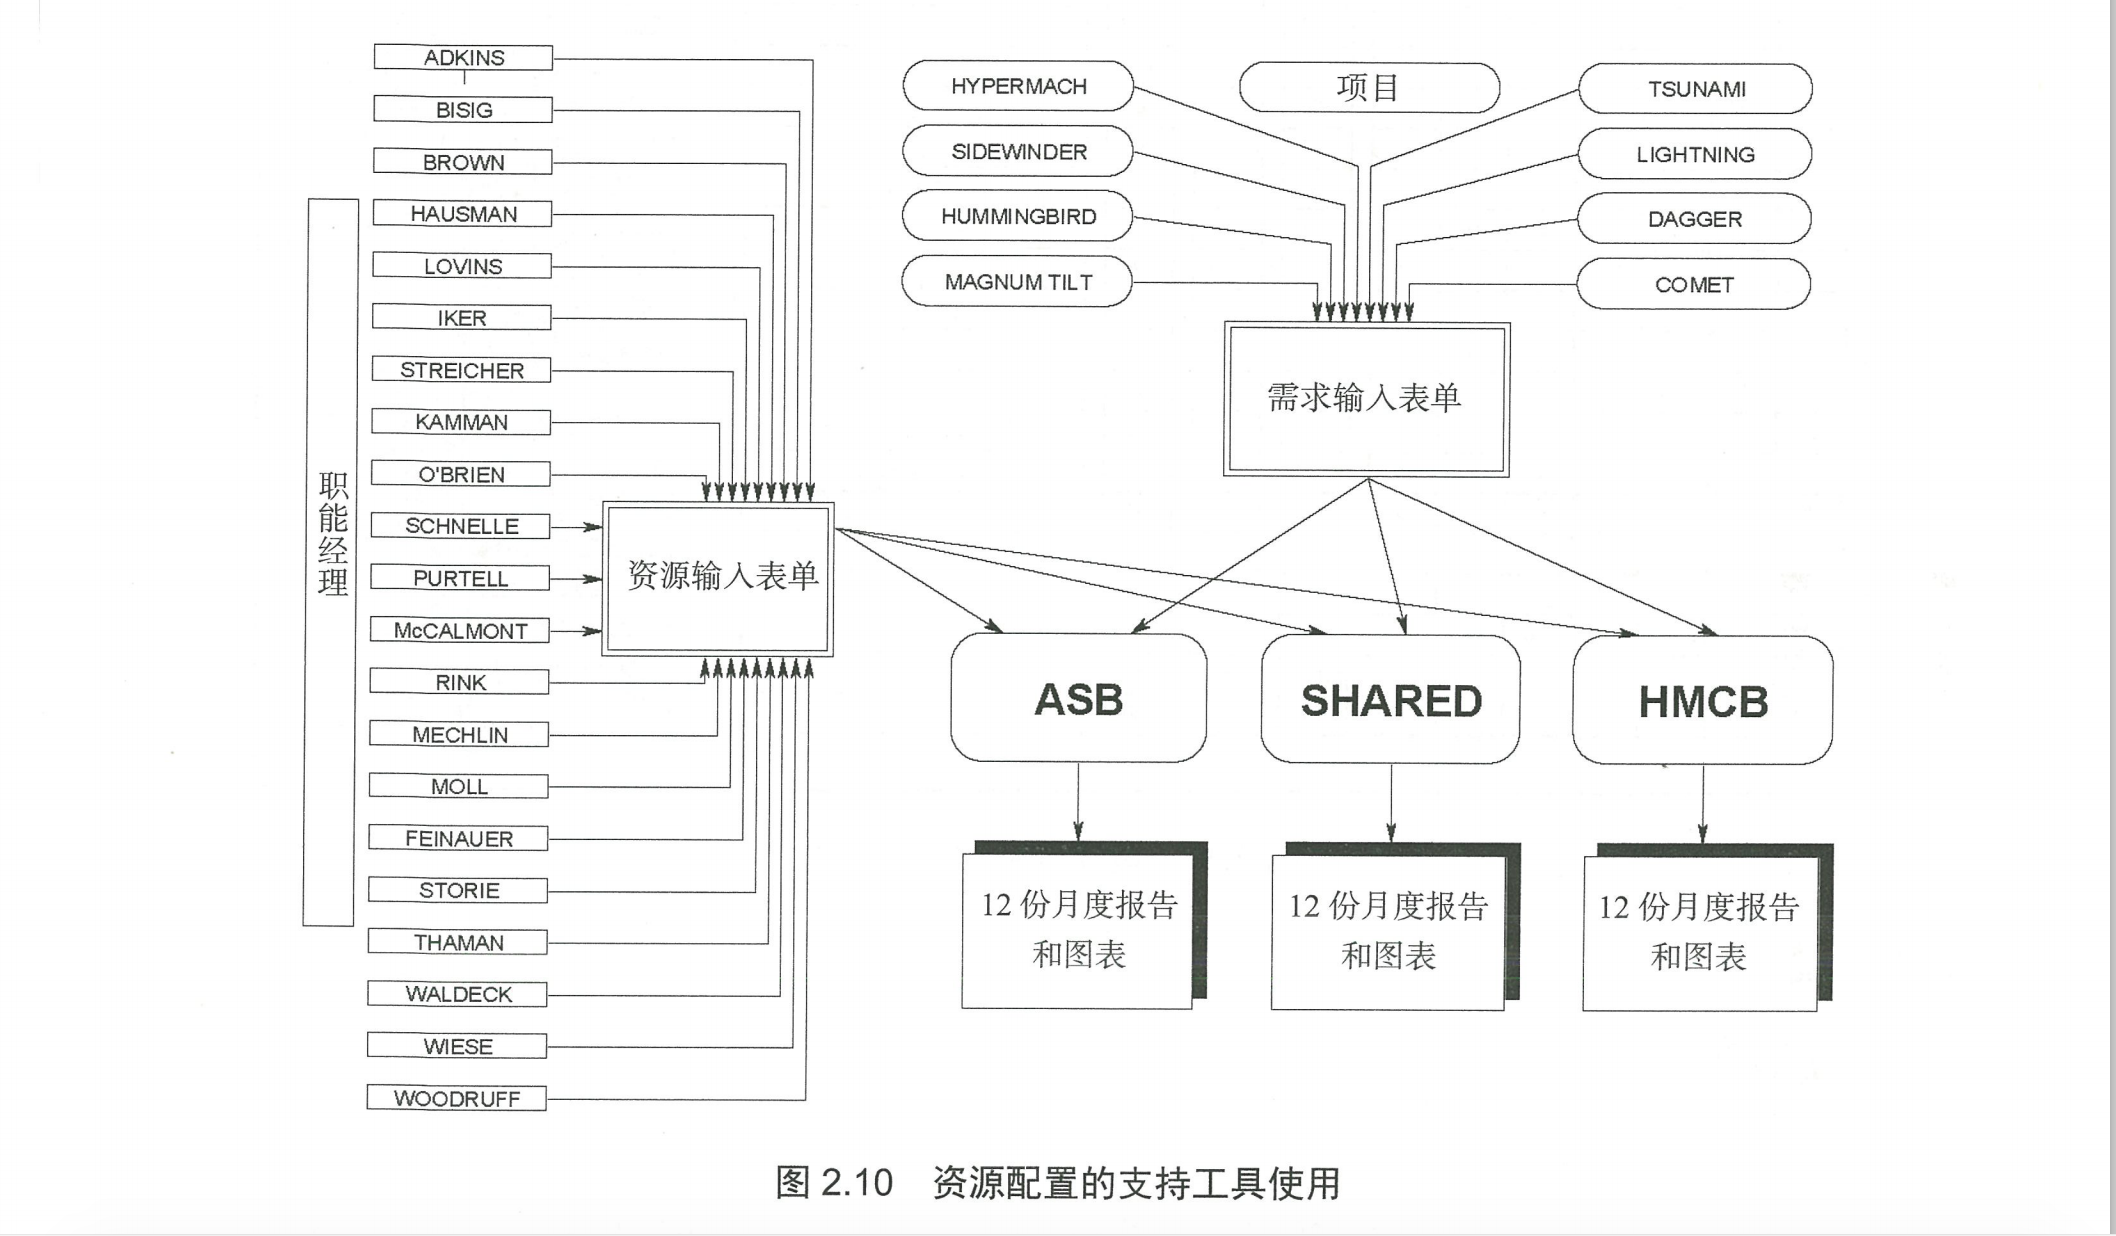 ADKINS
BISIG
BROWN
HAUSMAN
LOVINS
IKER
STREICHER
KAMMAN
O'BRIEN
SCHNELLE
PURTELL
McCALMONT
RINK
MECHLIN
MOLL
FEINAUER
STORIE
THAMAN
WALDECK
WIESE
WOODRUFF
职能经理
资源输入表单
HYPERMACH
SIDEWINDER
HUMMINGBIRD
MAGNUM TILT
项目
TSUNAMI
LIGHTNING
DAGGER
COMET
需求输入表单
ASB
SHARED
HMCB
12 份月度报告
和图表
12 份月度报告
和图表
12 份月度报告
和图表
图 2.10 资源配置的支持工具使用